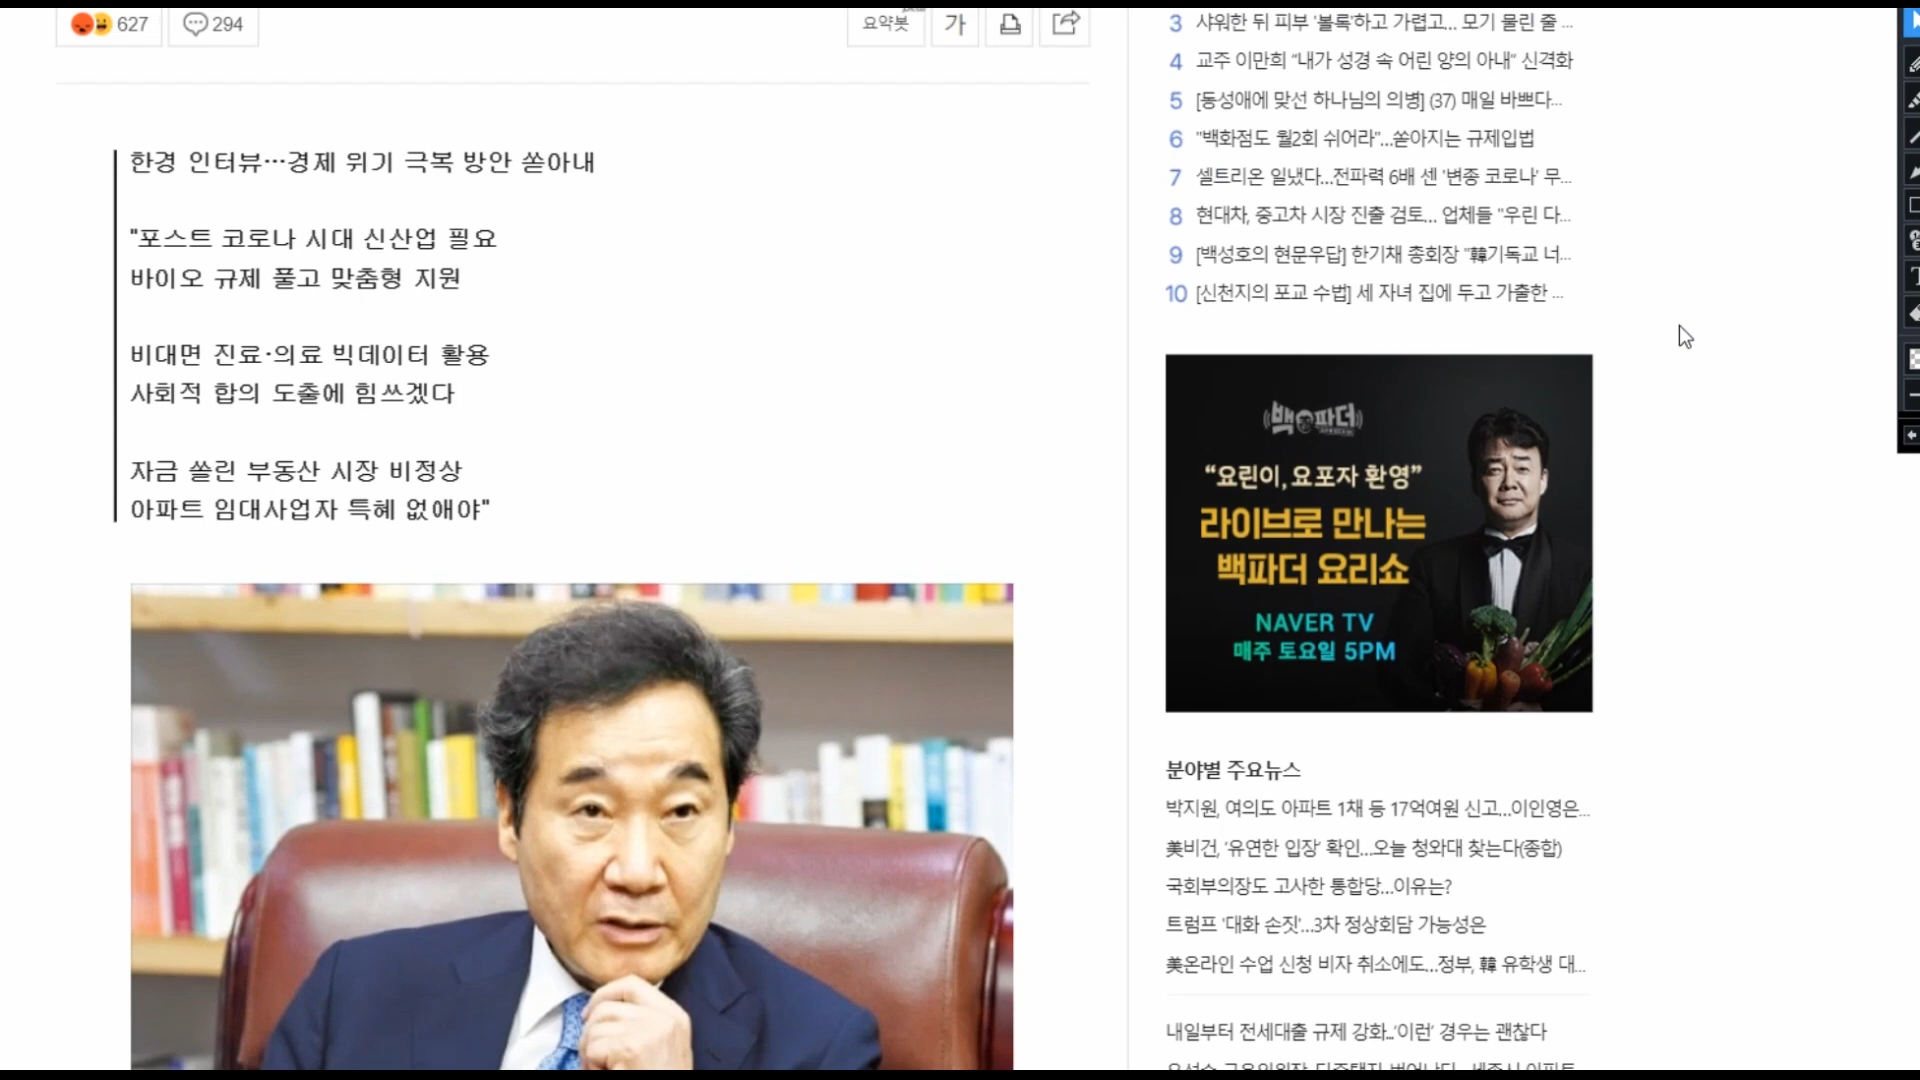 627
294
요약봇
가
한경 인터뷰…경제 위기 극복 방안 쏟아내
"포스트 코로나 시대 신산업 필요
바이오 규제 풀고 맞춤형 지원
비대면 진료·의료 빅데이터 활용
사회적 합의 도출에 힘쓰겠다
자금 쏠린 부동산 시장 비정상
아파트 임대사업자 특혜 없애야"
3 샤워한 뒤 피부 '볼록'하고 가렵고... 모기 물린 줄 ...
4 교주 이만희 “내가 성경 속 어린 양의 아내” 신격화
5 [동성애에 맞선 하나님의 의병] (37) 매일 바쁘다...
6 "백화점도 월2회 쉬어라"...쏟아지는 규제입법
7 셀트리온 일냈다...전파력 6배 센 '변종 코로나' 무...
8 현대차, 중고차 시장 진출 검토... 업체들 "우린 다...
9 [백성호의 현문우답] 한기채 총회장 "韓기독교 너...
10 [신천지의 포교 수법] 세 자녀 집에 두고 가출한 ...
백파더
“요린이, 요포자 환영”
라이브로 만나는
백파더 요리쇼
NAVER TV
매주 토요일 5PM
분야별 주요뉴스
박지원, 여의도 아파트 1채 등 17억여원 신고...이인영은...
美비건, '유연한 입장' 확인...오늘 청와대 찾는다(종합)
국회부의장도 고사한 통합당...이유는?
트럼프 '대화 손짓'...3차 정상회담 가능성은
美온라인 수업 신청 비자 취소에도...정부, 韓 유학생 대...
내일부터 전세대출 규제 강화...'이런' 경우는 괜찮다